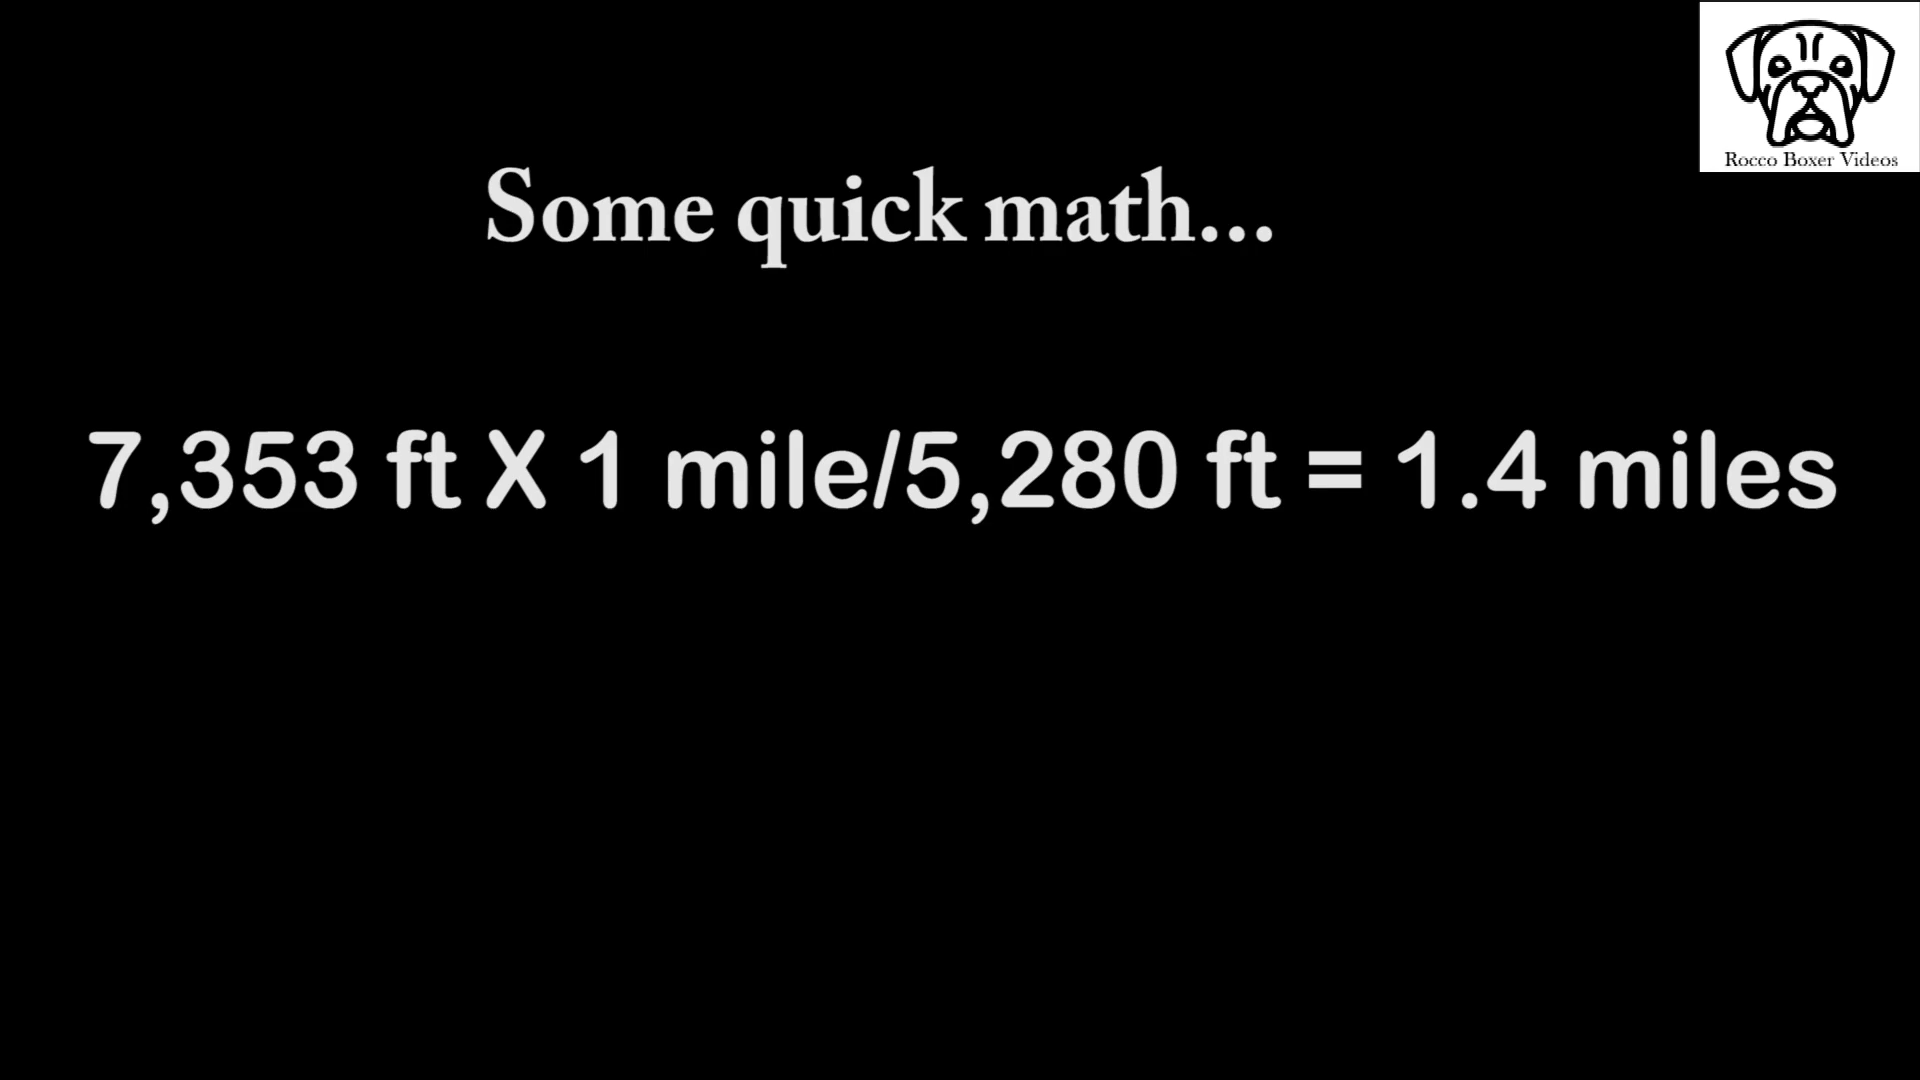 Rocco Boxer Videos
Some quick math...
7,353 ft X 1 mile/5,280 ft = 1.4 miles